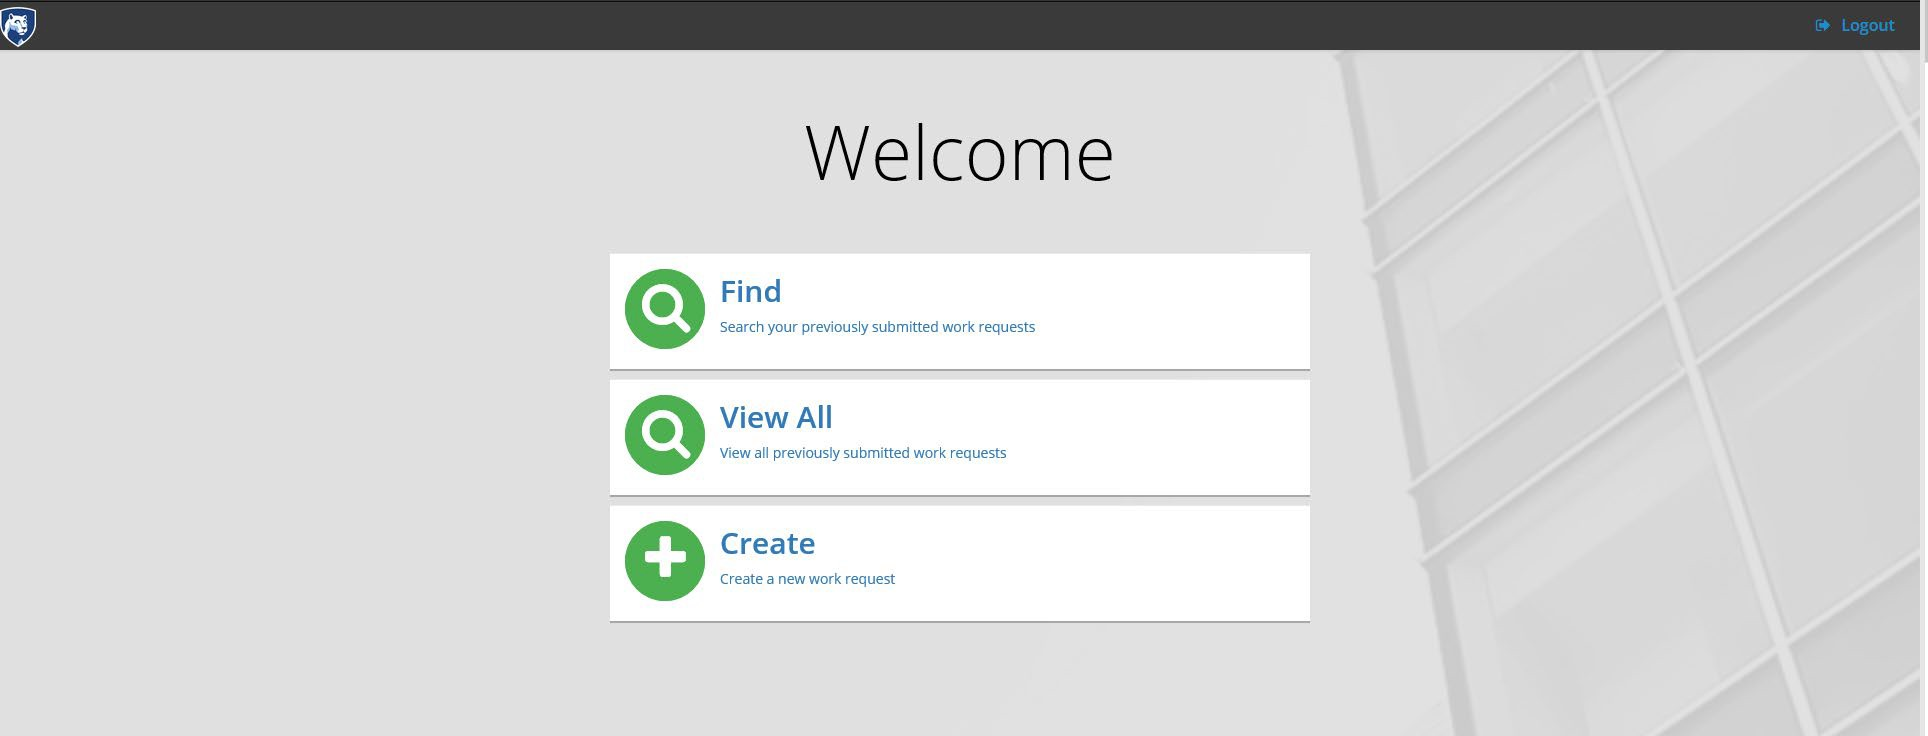 Logout
Welcome
Find
Search your previously submitted work requests
View All
View all previously submitted work requests
Create
Create a new work request